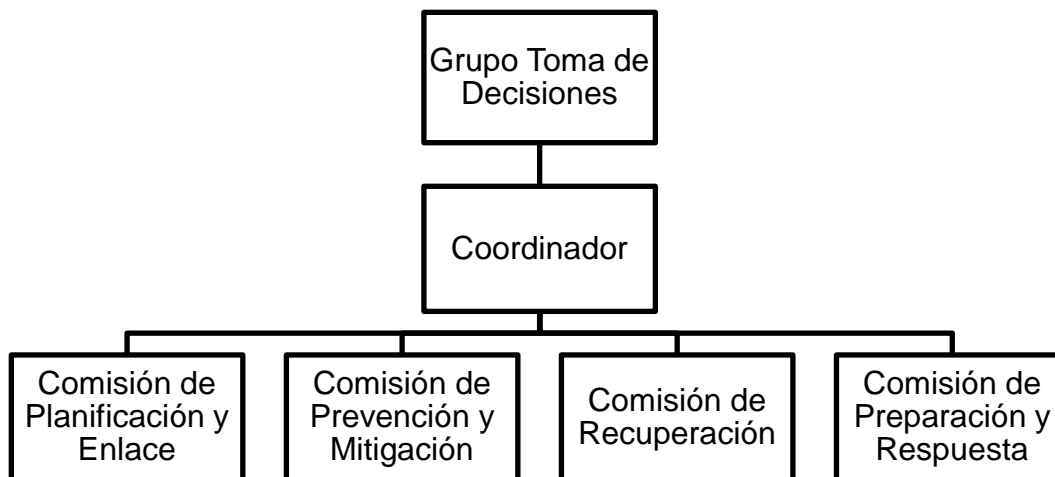 Grupo Toma de
Decisiones
Coordinador
Comisión de
Planificación y
Enlace
Comisión de
Prevención y
Mitigación
Comisión de
Recuperación
Comisión de
Preparación y
Respuesta